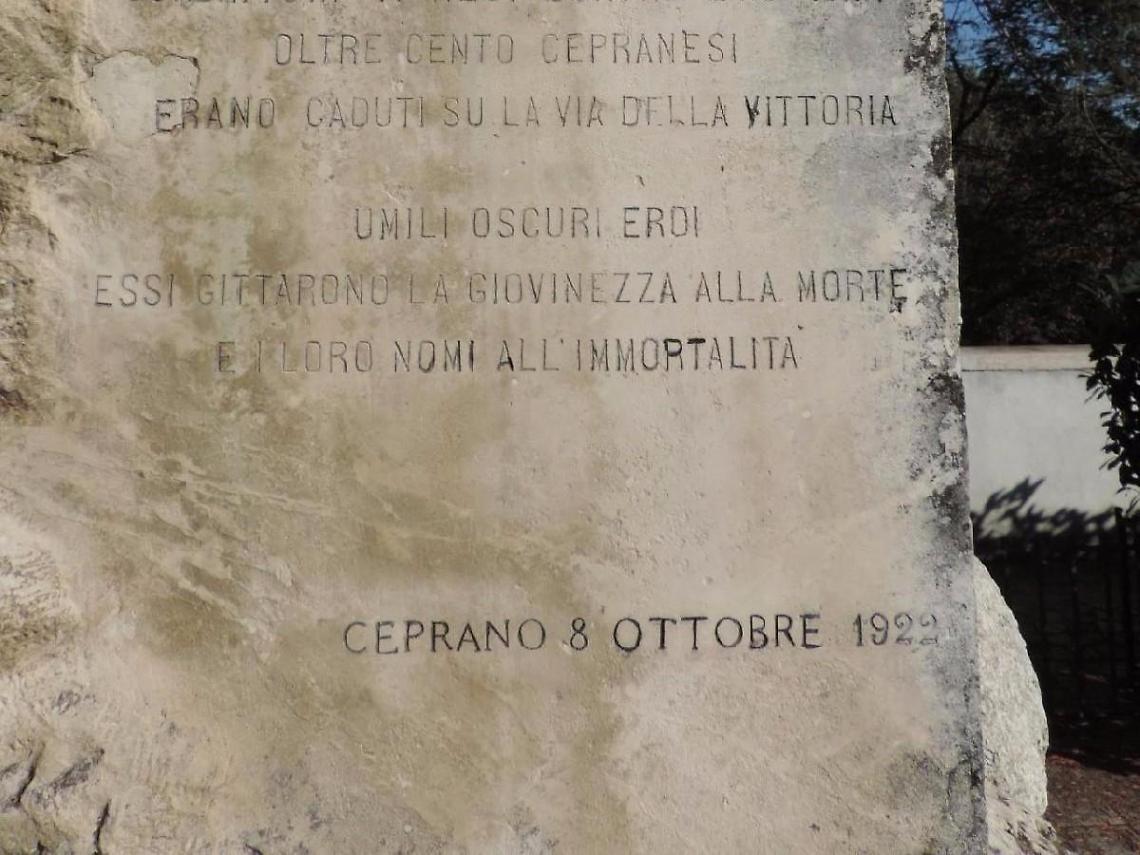 OLTRE CENTO CEPRANESI
ERANO CADUTI SU LA VIA DELLA VITTORIA
UMILI OSCURI EROI
ESSI GITTARONO LA GIOVINEZZA ALLA MORTE
E I LORO NOMI ALL'IMMORTALITÀ
CEPRANO 8 OTTOBRE 1922